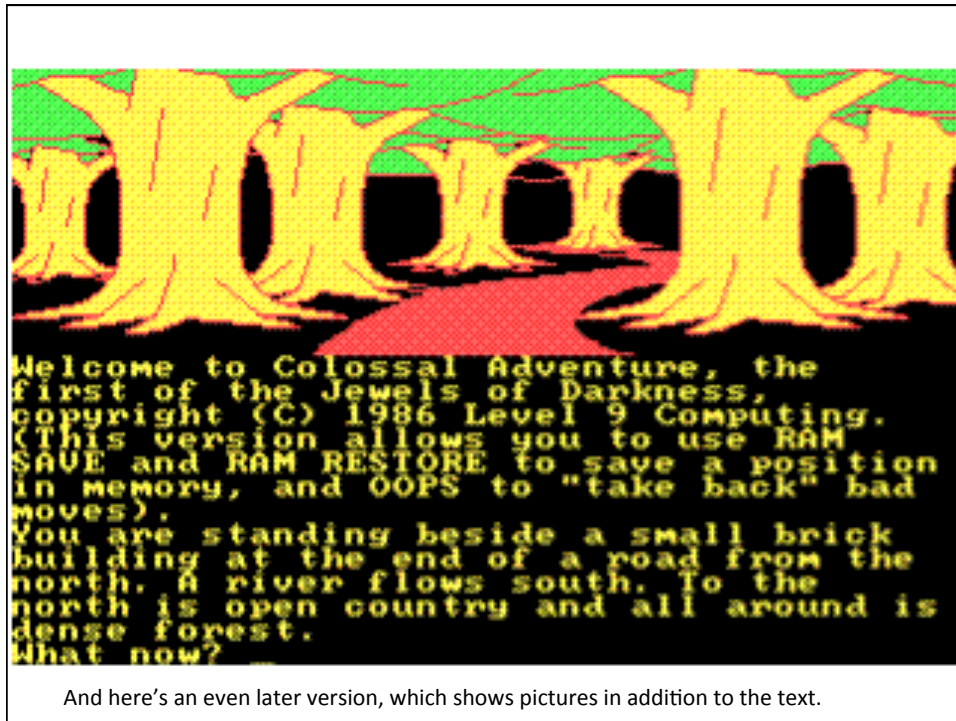 Welcome to Colossal Adventure, the
first of the Jewels of Darkness,
copyright (C) 1986 Level 9 Computing.
(This version allows you to use RAM
SAVE and RAM RESTORE to save a position
in memory, and OOPS to "take back" bad
moves).
You are standing beside a small brick
building at the end of a road from the
north. A river flows south. To the
north is open country and all around is
dense forest.
What now? _
And here’s an even later version, which shows pictures in addition to the text.